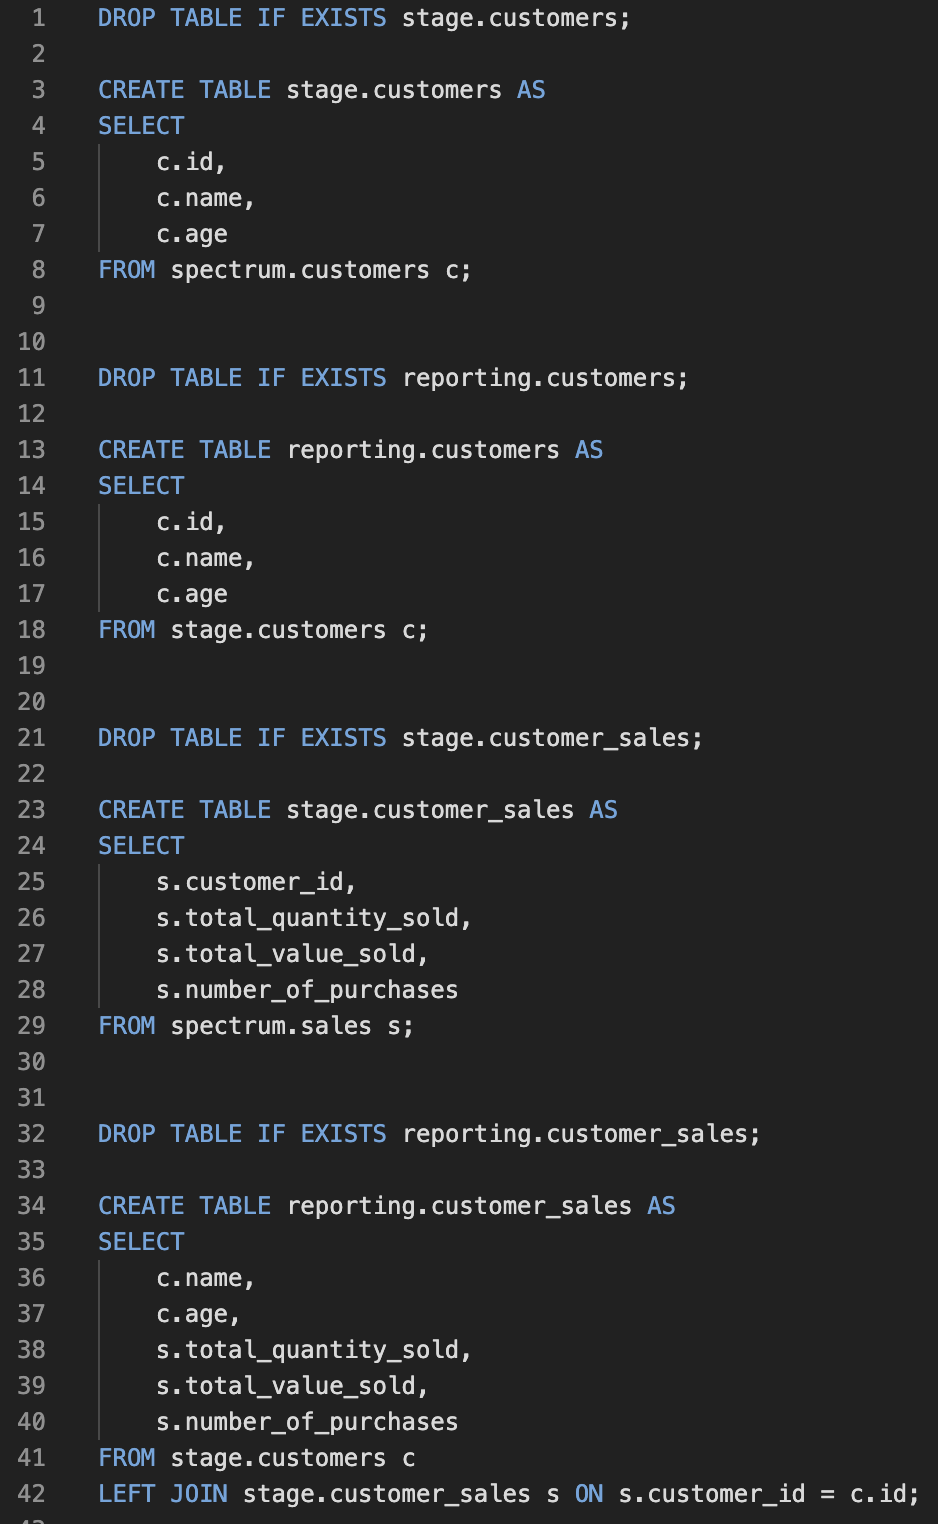 1 DROP TABLE IF EXISTS stage.customers;
2
3 CREATE TABLE stage.customers AS
4 SELECT
5 c.id,
6 c.name,
7 c.age
8 FROM spectrum.customers c;
9
10
11 DROP TABLE IF EXISTS reporting.customers;
12
13 CREATE TABLE reporting.customers AS
14 SELECT
15 c.id,
16 c.name,
17 c.age
18 FROM stage.customers c;
19
20
21 DROP TABLE IF EXISTS stage.customer_sales;
22
23 CREATE TABLE stage.customer_sales AS
24 SELECT
25 s.customer_id,
26 s.total_quantity_sold,
27 s.total_value_sold,
28 s.number_of_purchases
29 FROM spectrum.sales s;
30
31
32 DROP TABLE IF EXISTS reporting.customer_sales;
33
34 CREATE TABLE reporting.customer_sales AS
35 SELECT
36 c.name,
37 c.age,
38 s.total_quantity_sold,
39 s.total_value_sold,
40 s.number_of_purchases
41 FROM stage.customers c
42 LEFT JOIN stage.customer_sales s ON s.customer_id = c.id;